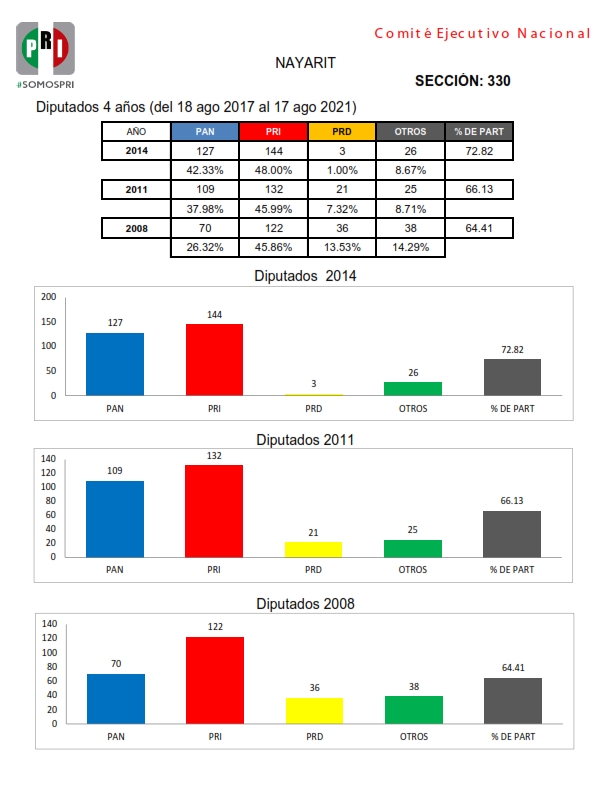 Comité Ejecutivo Nacional
PRI
#SOMOSPRI
NAYARIT
SECCIÓN: 330
Diputados 4 años (del 18 ago 2017 al 17 ago 2021)
AÑO PAN PRI PRD OTROS % DE PART
2014 127 144 3 26 72.82
42.33% 48.00% 1.00% 8.67%
2011 109 132 21 25 66.13
37.98% 45.99% 7.32% 8.71%
2008 70 122 36 38 64.41
26.32% 45.86% 13.53% 14.29%
Diputados 2014
200
150
100
50
0
127 144 3 26 72.82
PAN PRI PRD OTROS % DE PART
Diputados 2011
140
120
100
80
60
40
20
0
109 132 21 25 66.13
PAN PRI PRD OTROS % DE PART
Diputados 2008
140
120
100
80
60
40
20
0
70 122 36 38 64.41
PAN PRI PRD OTROS % DE PART